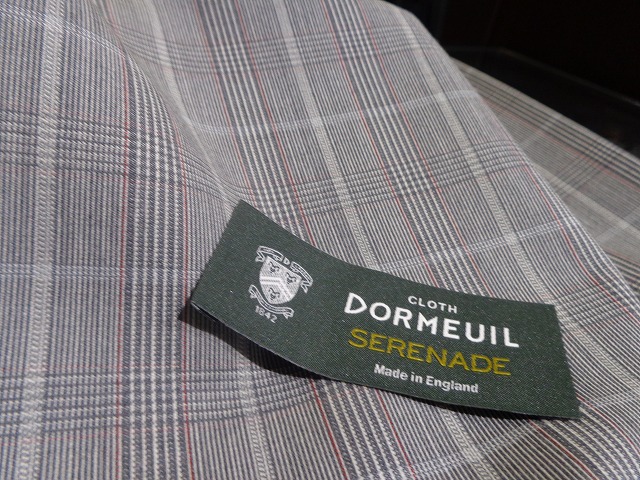 1842
CLOTH
DORMEUIL
SERENADE
Made in England